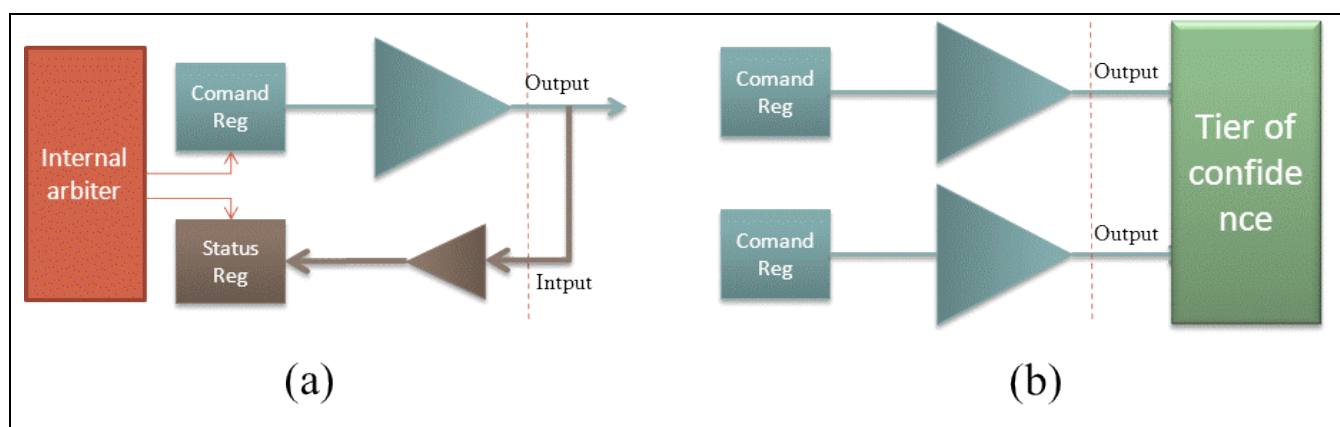 Internal
arbiter
Comand
Reg
Output
Status
Reg
Intput
(a)
Comand
Reg
Output
Comand
Reg
Output
Tier of
confide
nce
(b)